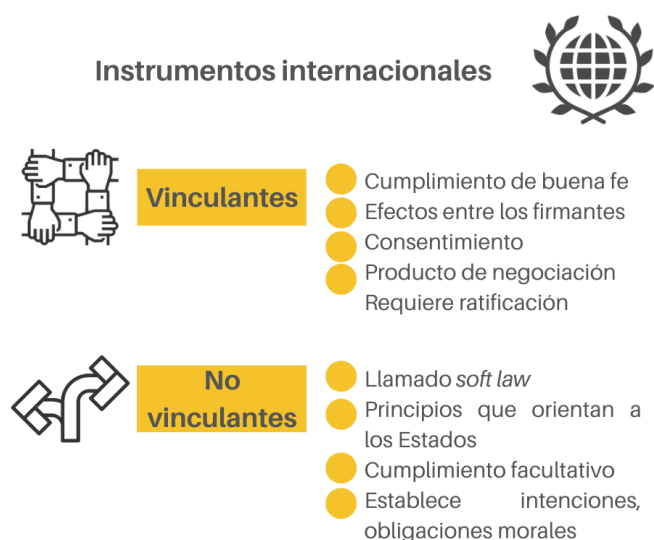 Instrumentos internacionales
Vinculantes
Cumplimiento de buena fe
Efectos entre los firmantes
Consentimiento
Producto de negociación
Requiere ratificación
No
vinculantes
Llamado soft law
Principios que orientan a
los Estados
Cumplimiento facultativo
Establece intenciones,
obligaciones morales